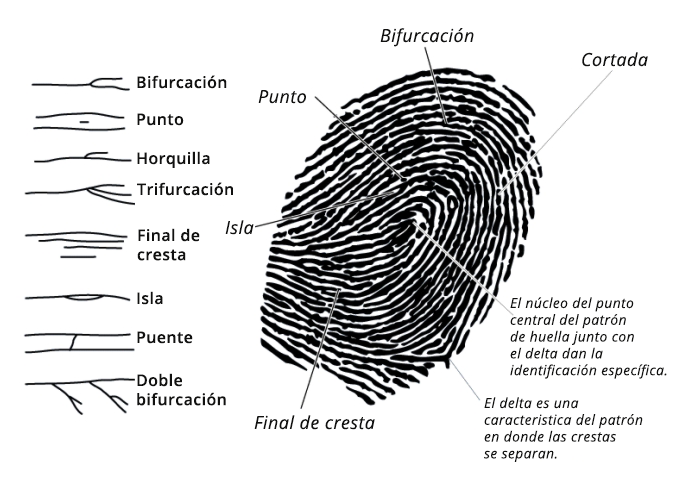 Bifurcación
Punto
Horquilla
Trifurcación
Final de
cresta
Isla
Puente
Doble
bifurcación
Bifurcación
Cortada
Punto
Isla
El núcleo del punto
central del patrón
de huella junto con
el delta dan la
identificación específica.
Final de cresta
El delta es una
caracteristica del patrón
en donde las crestas
se separan.